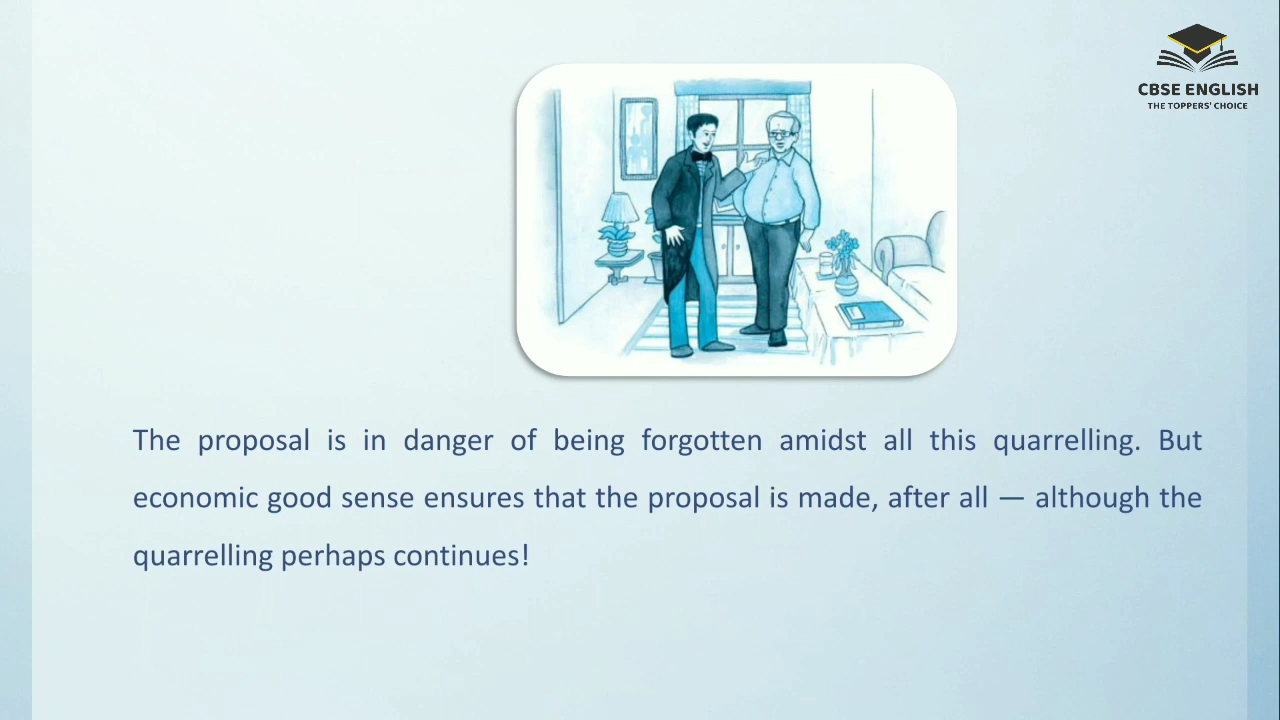 CBSE ENGLISH
THE TOPPERS' CHOICE
The proposal is in danger of being forgotten amidst all this quarrelling. But
economic good sense ensures that the proposal is made, after all — although the
quarrelling perhaps continues!